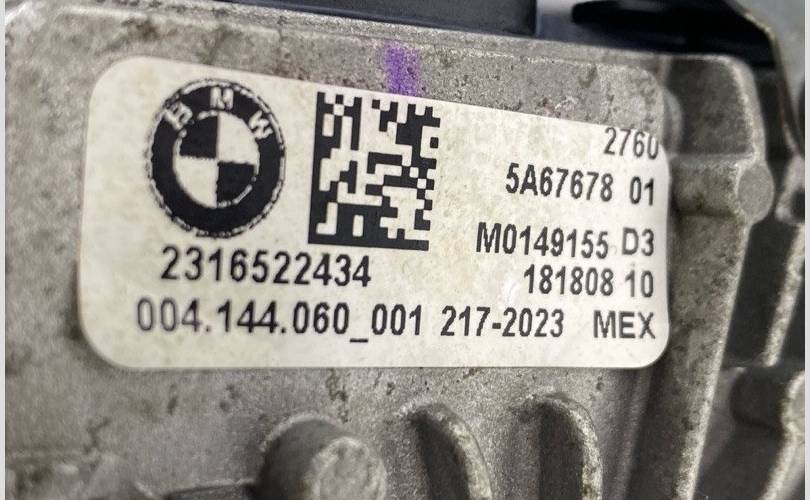 BMW
2760
5A67678 01
M0149155 D3
2316522434
181808 10
004.144.060_001 217-2023 MEX